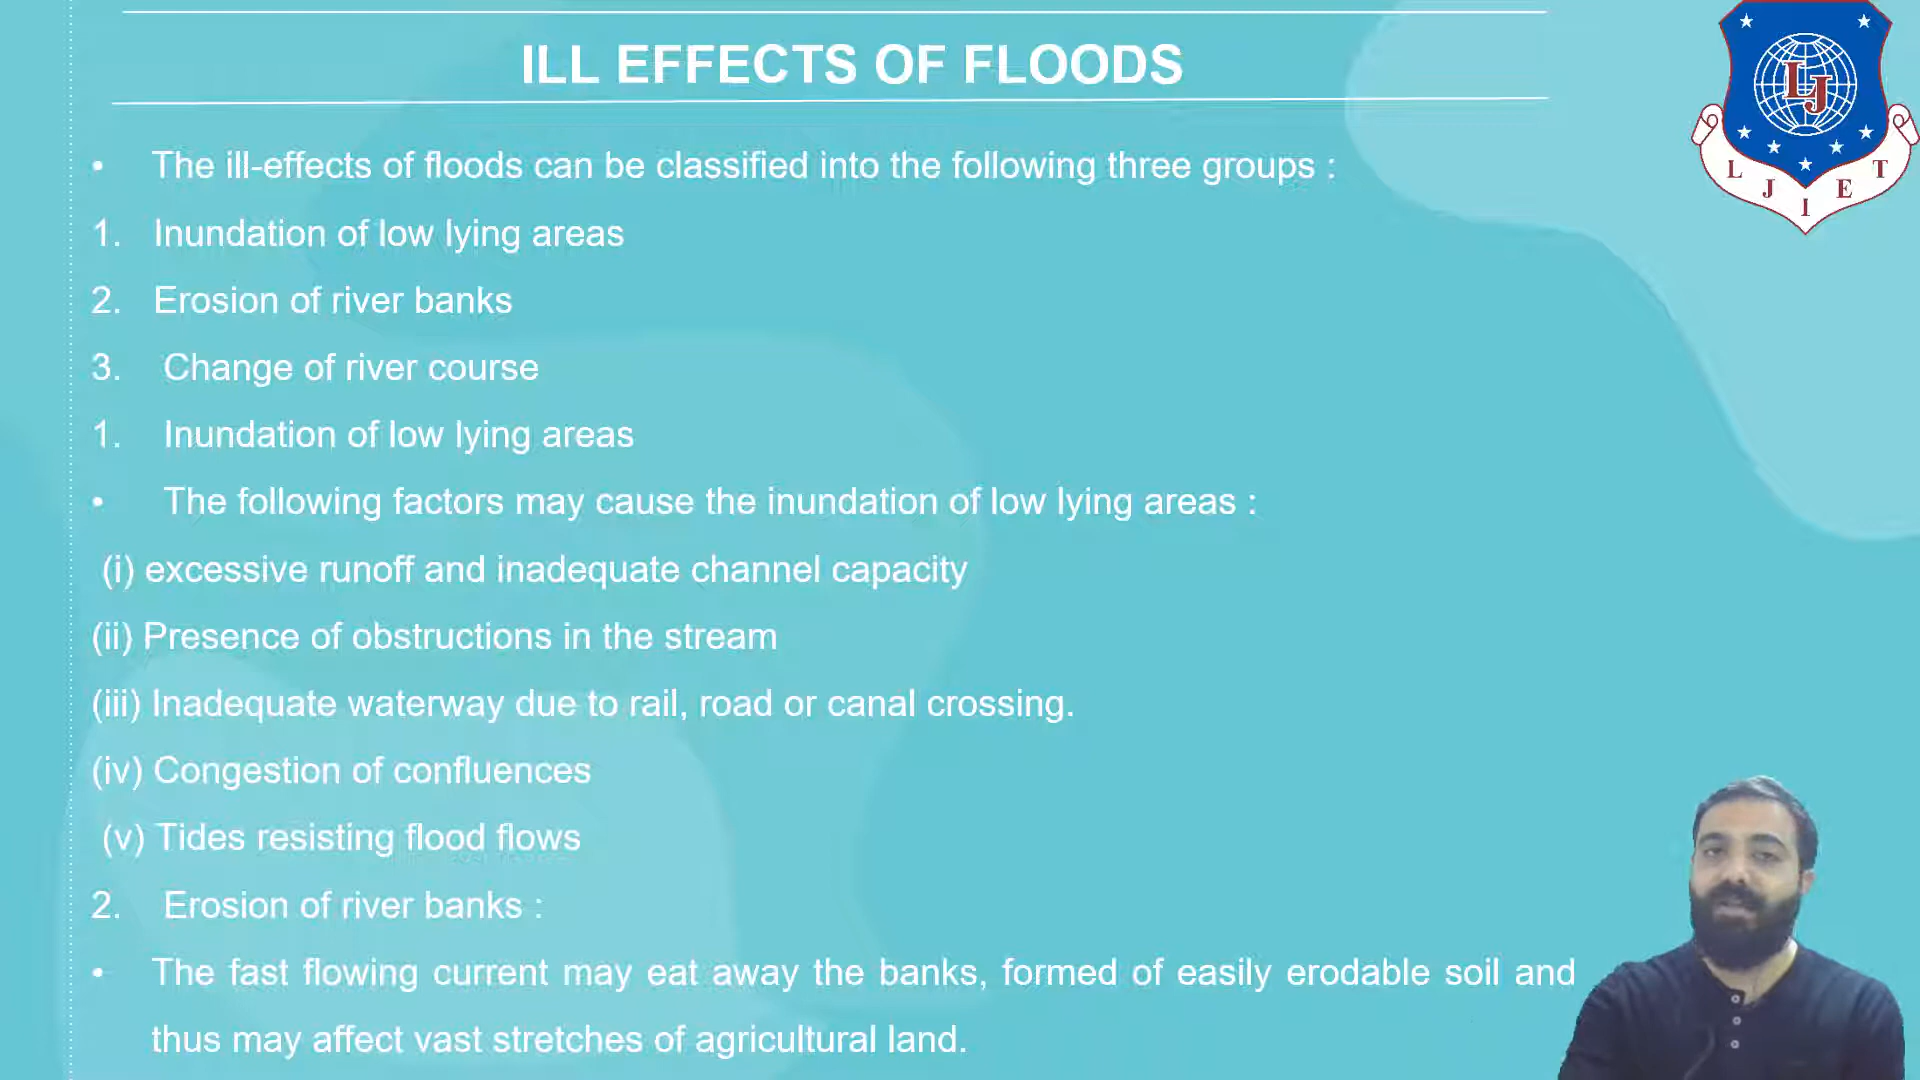 ILL EFFECTS OF FLOODS
• The ill-effects of floods can be classified into the following three groups :
1. Inundation of low lying areas
2. Erosion of river banks
3. Change of river course
1. Inundation of low lying areas
• The following factors may cause the inundation of low lying areas :
(i) excessive runoff and inadequate channel capacity
(ii) Presence of obstructions in the stream
(iii) Inadequate waterway due to rail, road or canal crossing.
(iv) Congestion of confluences
(v) Tides resisting flood flows
2. Erosion of river banks :
• The fast flowing current may eat away the banks, formed of easily erodable soil and
thus may affect vast stretches of agricultural land.
LJ
L J I E T